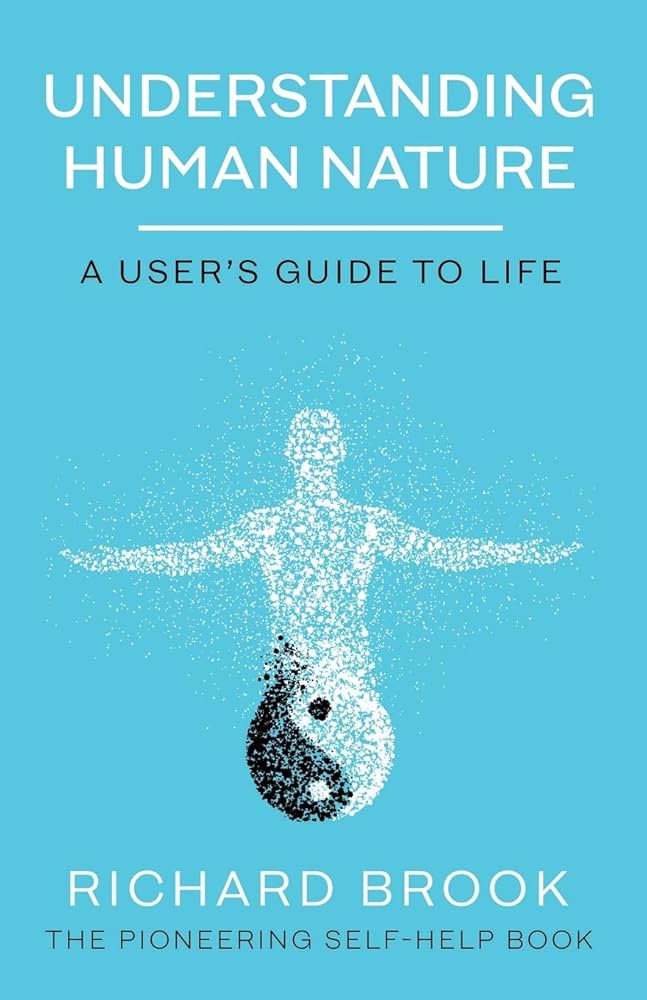 UNDERSTANDING
HUMAN NATURE
A USER’S GUIDE TO LIFE
RICHARD BROOK
THE PIONEERING SELF-HELP BOOK